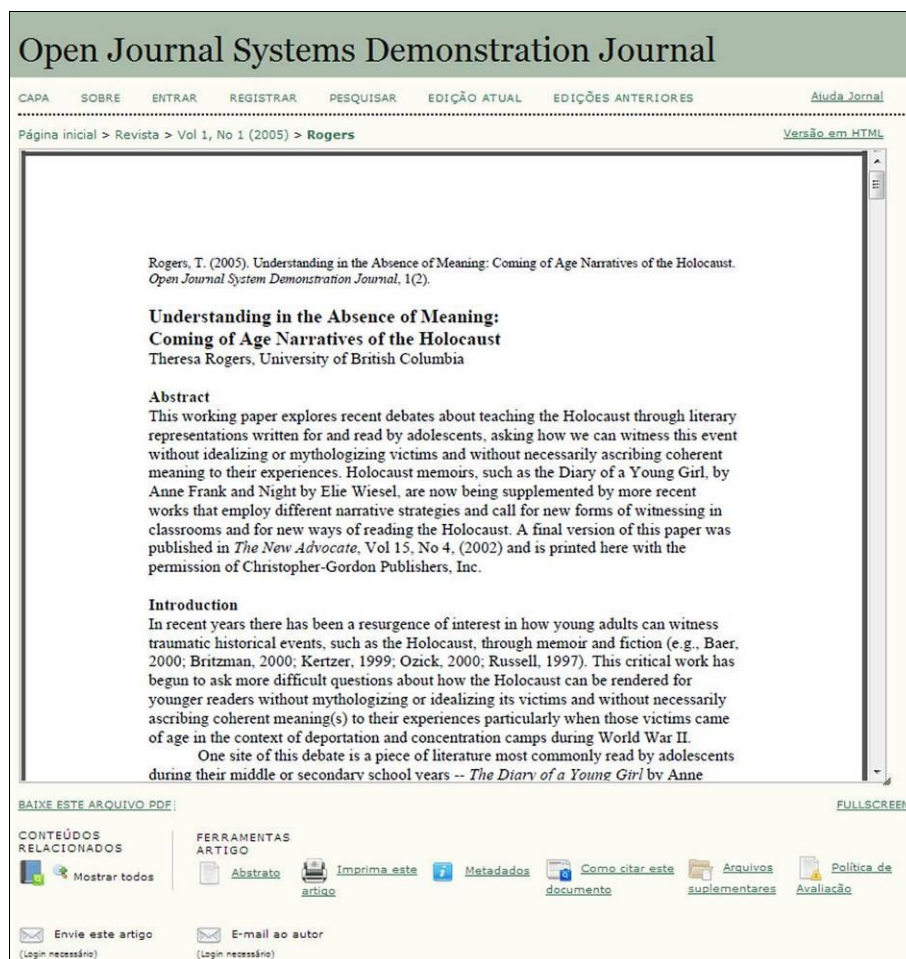 Open Journal Systems Demonstration Journal
CAPA SOBRE ENTRAR REGISTRAR PESQUISAR EDIÇÃO ATUAL EDIÇÕES ANTERIORES Ajuda Jornal
Página inicial > Revista > Vol 1, No 1 (2005) > Rogers Versão em HTML
Rogers, T. (2005). Understanding in the Absence of Meaning: Coming of Age Narratives of the Holocaust.
Open Journal System Demonstration Journal, 1(2).
Understanding in the Absence of Meaning:
Coming of Age Narratives of the Holocaust
Theresa Rogers, University of British Columbia
Abstract
This working paper explores recent debates about teaching the Holocaust through literary
representations written for and read by adolescents, asking how we can witness this event
without idealizing or mythologizing victims and without necessarily ascribing coherent
meaning to their experiences. Holocaust memoirs, such as the Diary of a Young Girl, by
Anne Frank and Night by Elie Wiesel, are now being supplemented by more recent
works that employ different narrative strategies and call for new forms of witnessing in
classrooms and for new ways of reading the Holocaust. A final version of this paper was
published in The New Advocate, Vol 15, No 4, (2002) and is printed here with the
permission of Christopher-Gordon Publishers, Inc.
Introduction
In recent years there has been a resurgence of interest in how young adults can witness
traumatic historical events, such as the Holocaust, through memoir and fiction (e.g., Baer,
2000; Britzman, 2000; Kertzer, 1999; Ozick, 2000; Russell, 1997). This critical work has
begun to ask more difficult questions about how the Holocaust can be rendered for
younger readers without mythologizing or idealizing its victims and without necessarily
ascribing coherent meaning(s) to their experiences particularly when those victims came
of age in the context of deportation and concentration camps during World War II.
One site of this debate is a piece of literature most commonly read by adolescents
during their middle or secondary school years -- The Diary of a Young Girl by Anne
BAIXE ESTE ARQUIVO PDF FULLSCREEN
CONTEÚDOS
RELACIONADOS
Mostrar todos
FERRAMENTAS
ARTIGO
Abstrato
Imprima este
artigo
Metadados
Como citar este
documento
Arquivos
suplementares
Política de
Avaliação
Envie este artigo
(Login necessário)
E-mail ao autor
(Login necessário)